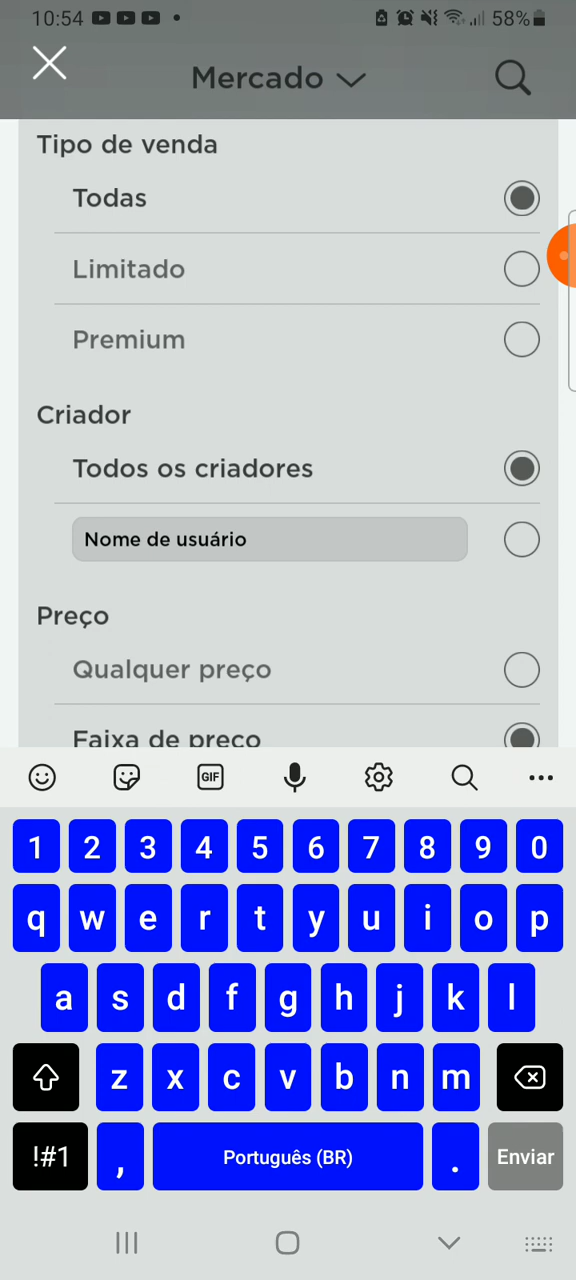 10:54 58%
Mercado
Tipo de venda
Todas
Limitado
Premium
Criador
Todos os criadores
Nome de usuário
Preço
Qualquer preço
Faixa de preço
GIF
1 2 3 4 5 6 7 8 9 0
q w e r t y u i o p
a s d f g h j k l
z x c v b n m
!#1 , Português (BR) . Enviar